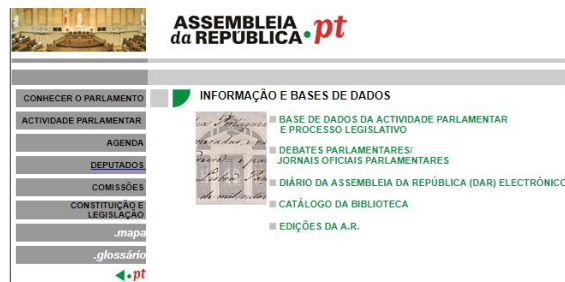 ASSEMBLEIA
da REPÚBLICA.pt
CONHECER O PARLAMENTO
ACTIVIDADE PARLAMENTAR
AGENDA
DEPUTADOS
COMISSÕES
CONSTITUIÇÃO E
LEGISLAÇÃO
.mapa
.glossário
.pt
INFORMAÇÃO E BASES DE DADOS
BASE DE DADOS DA ACTIVIDADE PARLAMENTAR
E PROCESSO LEGISLATIVO
DEBATES PARLAMENTARES/
JORNAIS OFICIAIS PARLAMENTARES
DIÁRIO DA ASSEMBLEIA DA REPÚBLICA (DAR) ELECTRÓNICO
CATÁLOGO DA BIBLIOTECA
EDIÇÕES DA A.R.